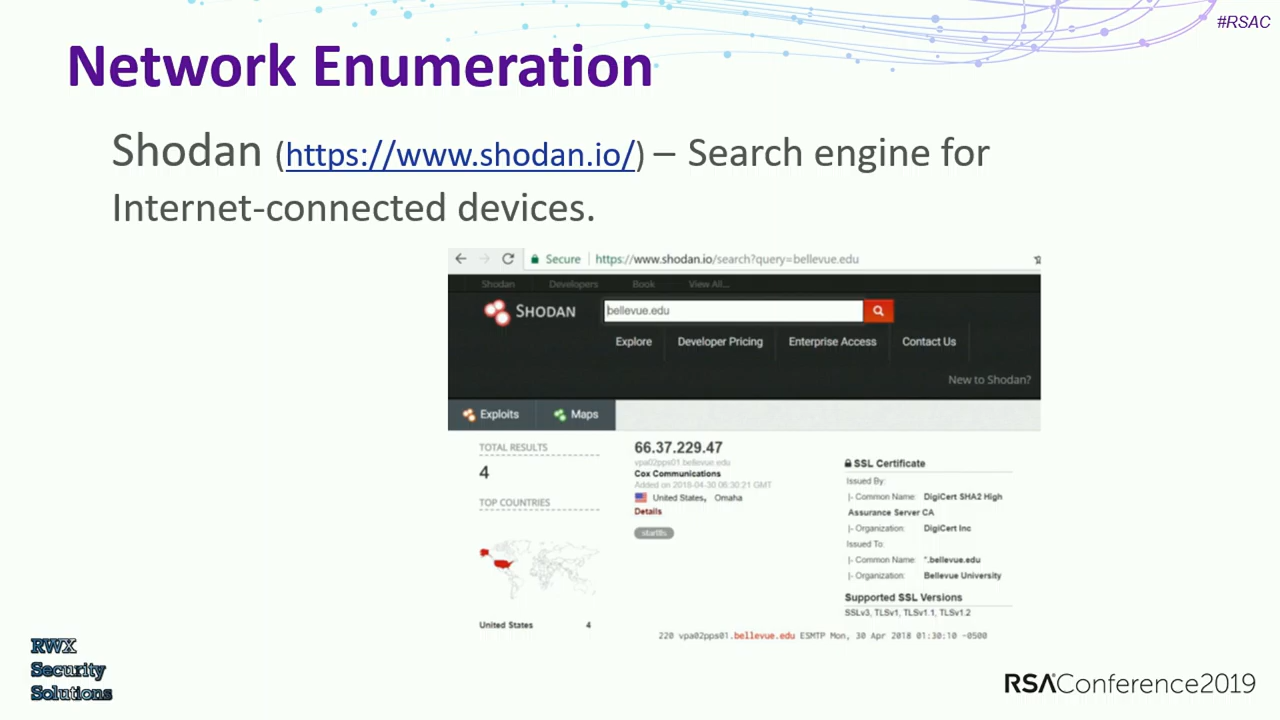 #RSAC
Network Enumeration
Shodan (https://www.shodan.io/) – Search engine for
Internet-connected devices.
Secure | https://www.shodan.io/search?query=bellevue.edu
Shodan Developers Book View All...
SHODAN bellevue.edu
Explore Developer Pricing Enterprise Access Contact Us
New to Shodan?
Exploits Maps
TOTAL RESULTS
4
TOP COUNTRIES
United States 4
66.37.229.47
vpa02pps01.bellevue.edu
Cox Communications
Added on 2018-04-30 06:30:21 GMT
United States, Omaha
Details
starttls
SSL Certificate
Issued By:
|- Common Name: DigiCert SHA2 High
Assurance Server CA
|- Organization: DigiCert Inc
Issued To:
|- Common Name: *.bellevue.edu
|- Organization: Bellevue University
Supported SSL Versions
SSLv3, TLSv1, TLSv1.1, TLSv1.2
220 vpa02pps01.bellevue.edu ESMTP Mon, 30 Apr 2018 01:30:10 -0500
RWX
Security
Solutions
RSAConference2019